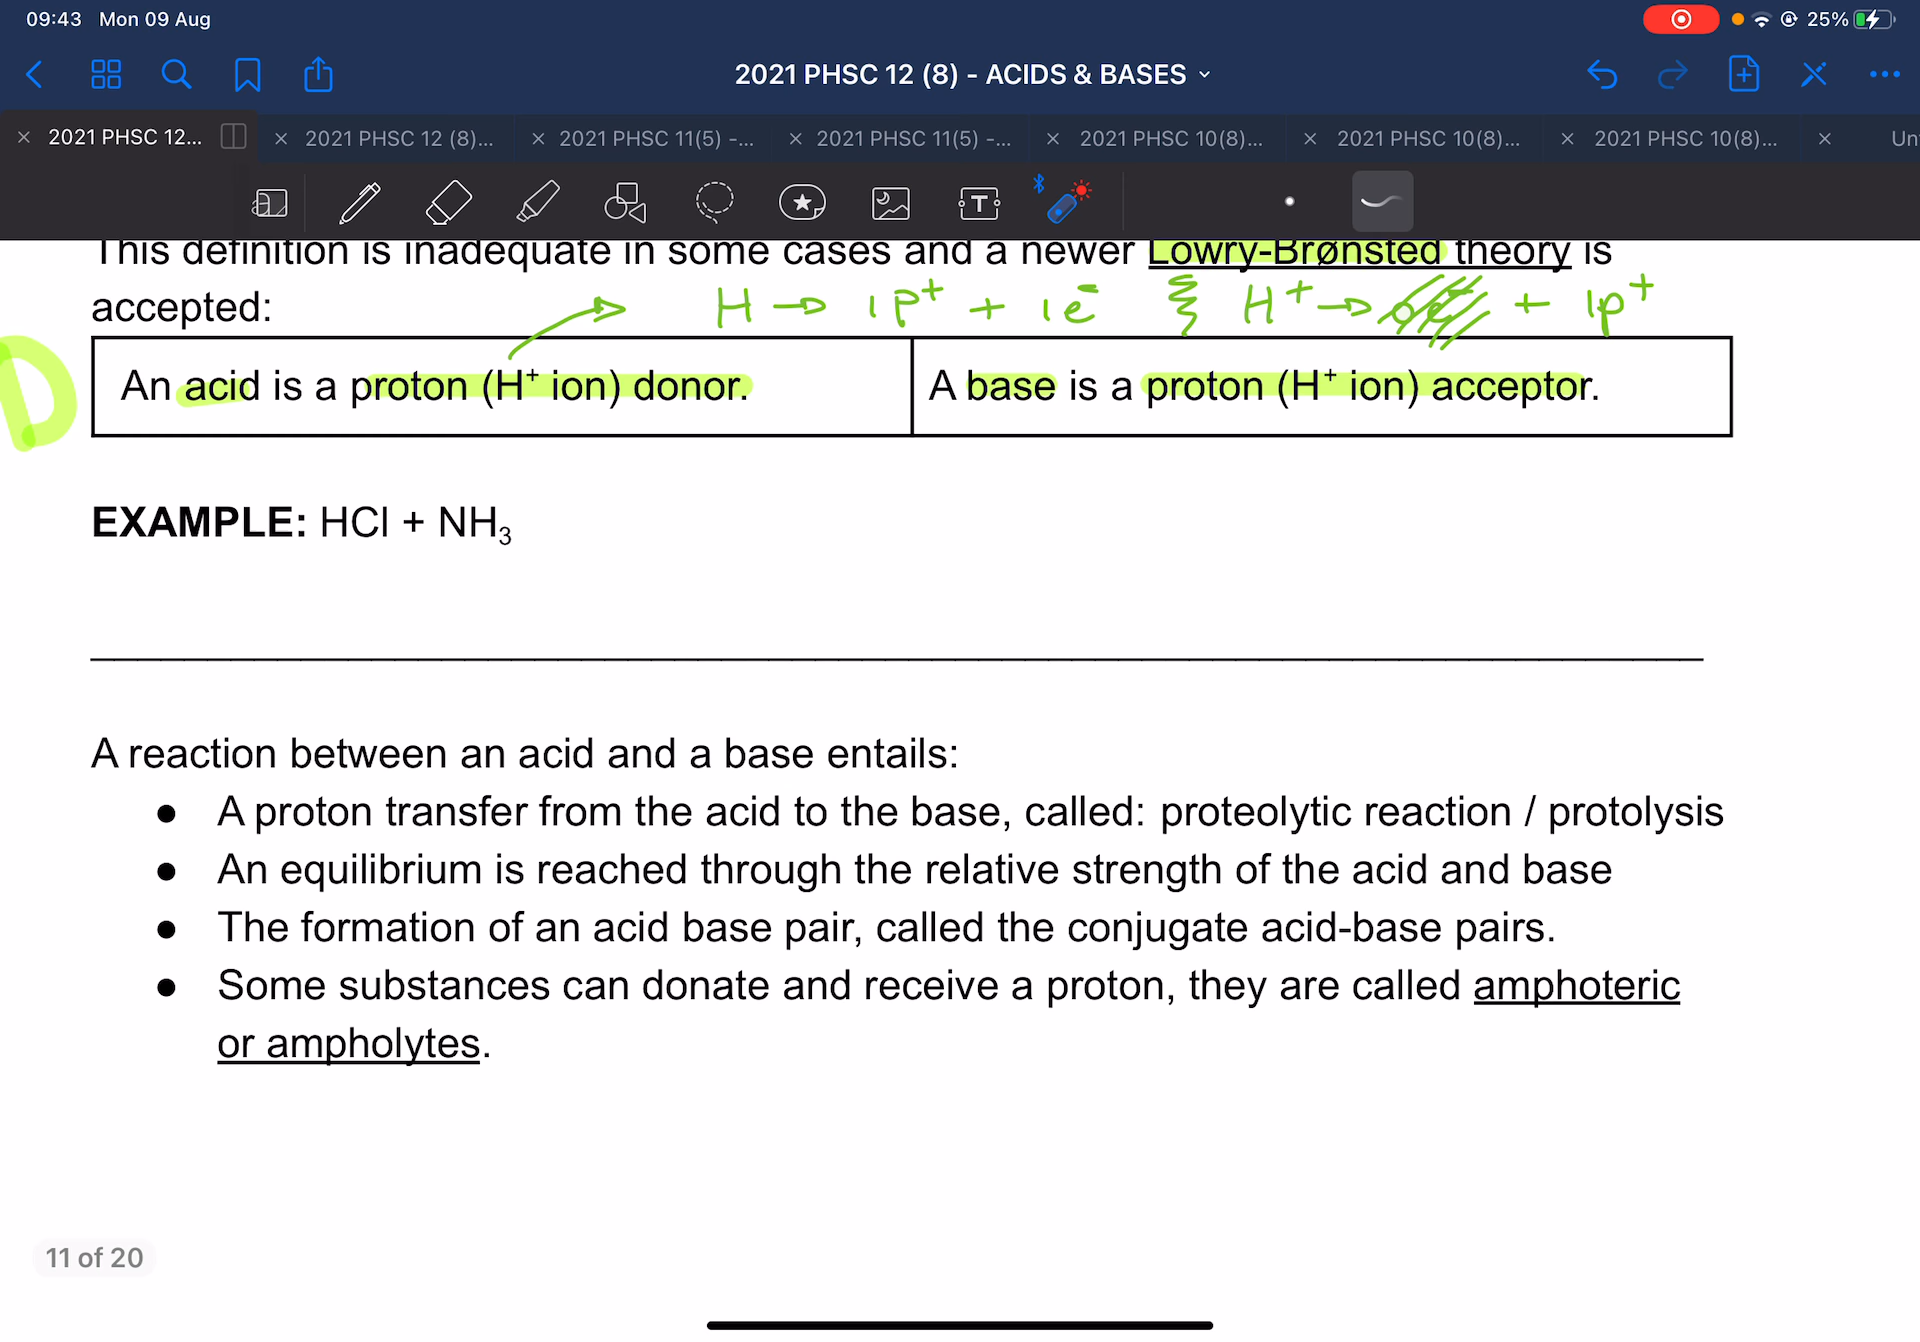 09:43 Mon 09 Aug
25%
2021 PHSC 12 (8) - ACIDS & BASES
2021 PHSC 12... 2021 PHSC 12 (8)... 2021 PHSC 11(5) -... 2021 PHSC 11(5) -... 2021 PHSC 10(8)... 2021 PHSC 10(8)... 2021 PHSC 10(8)... Un
This definition is inadequate in some cases and a newer Lowry-Brønsted theory is
accepted:
H → 1p⁺ + 1e⁻ H⁺ → + 1p⁺
D
An acid is a proton (H⁺ ion) donor. A base is a proton (H⁺ ion) acceptor.
EXAMPLE: HCl + NH₃
A reaction between an acid and a base entails:
● A proton transfer from the acid to the base, called: proteolytic reaction / protolysis
● An equilibrium is reached through the relative strength of the acid and base
● The formation of an acid base pair, called the conjugate acid-base pairs.
● Some substances can donate and receive a proton, they are called amphoteric
or ampholytes.
11 of 20